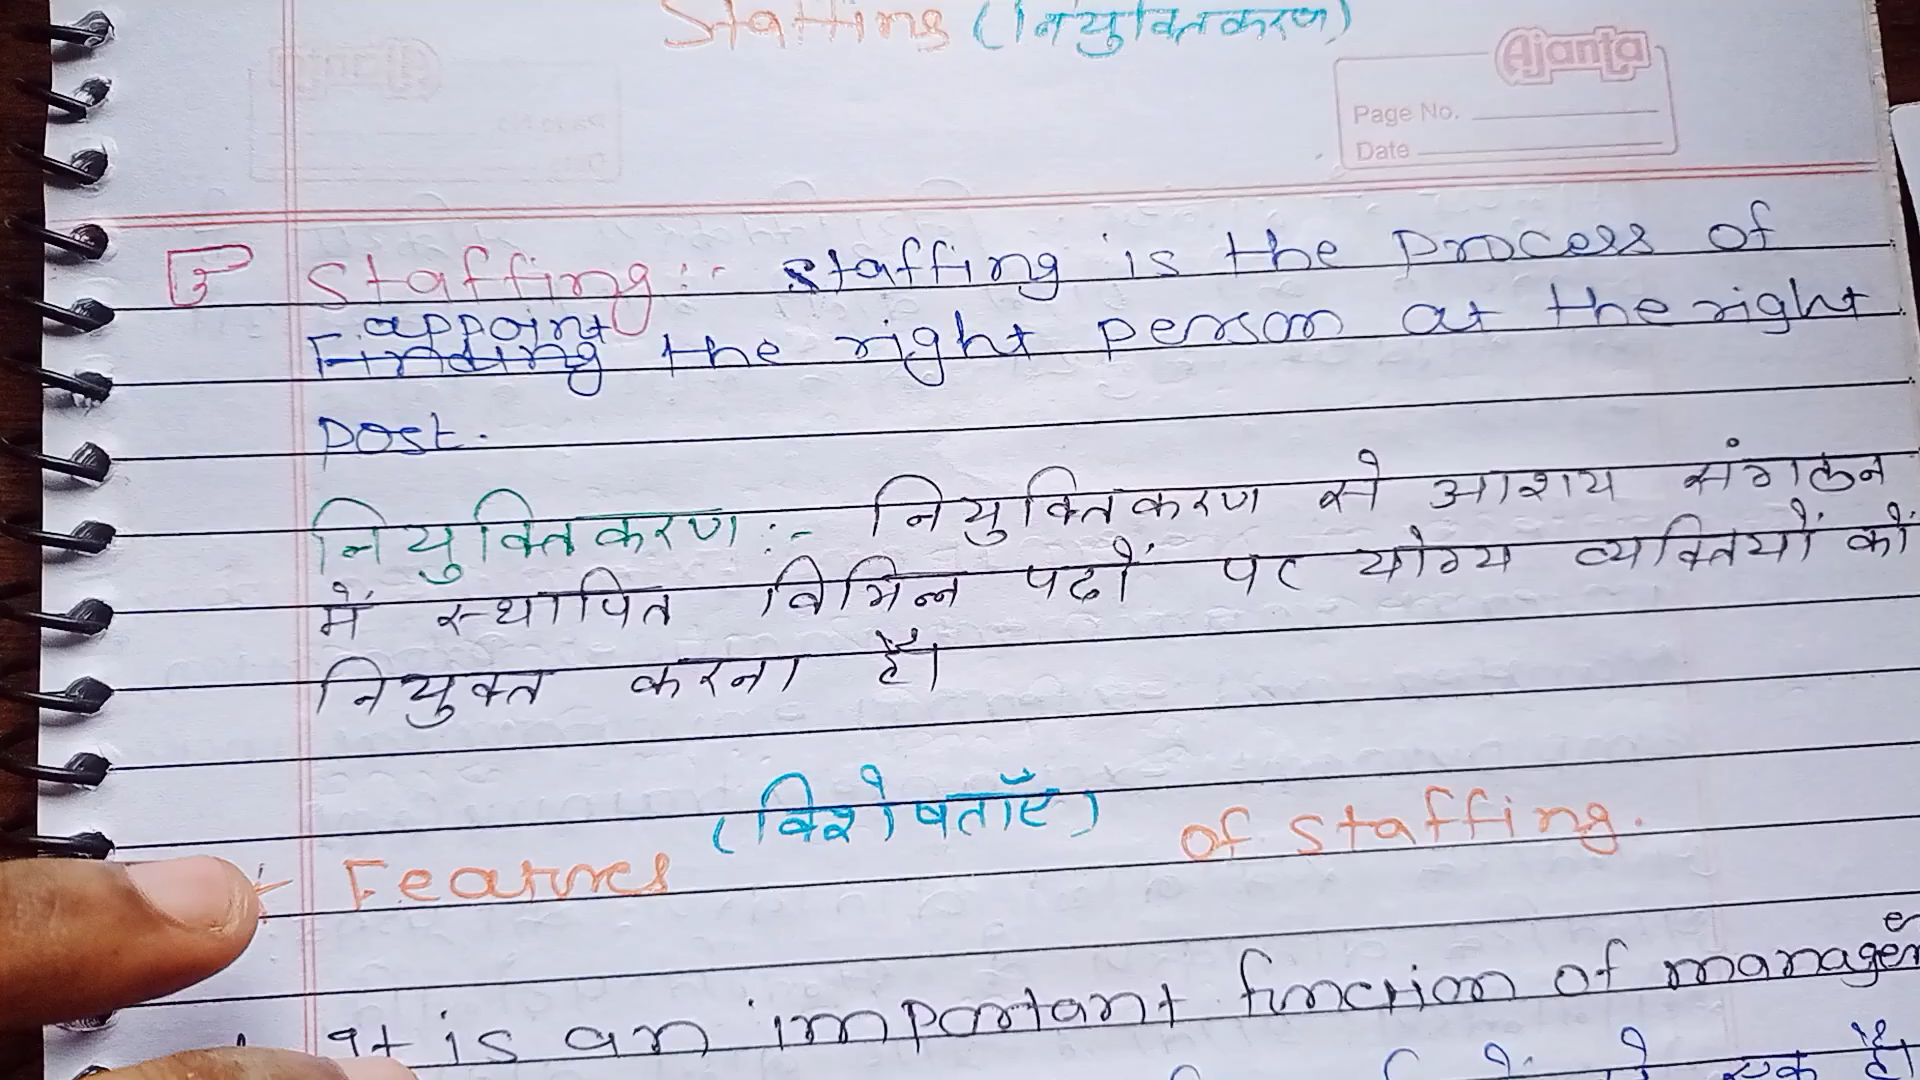 Staffing (नियुक्तिकरण)
Ajanta
Page No.
Date
Staffing :- staffing is the process of
appoint
Finding the right person at the right
post.
नियुक्तिकरण :- नियुक्तिकरण से आशय संगठन
में स्थापित विभिन्न पदों पर योग्य व्यक्तियों को
नियुक्त करना है।
(विशेषताएँ)
Features of staffing.
It is an important function of manage
एक है।